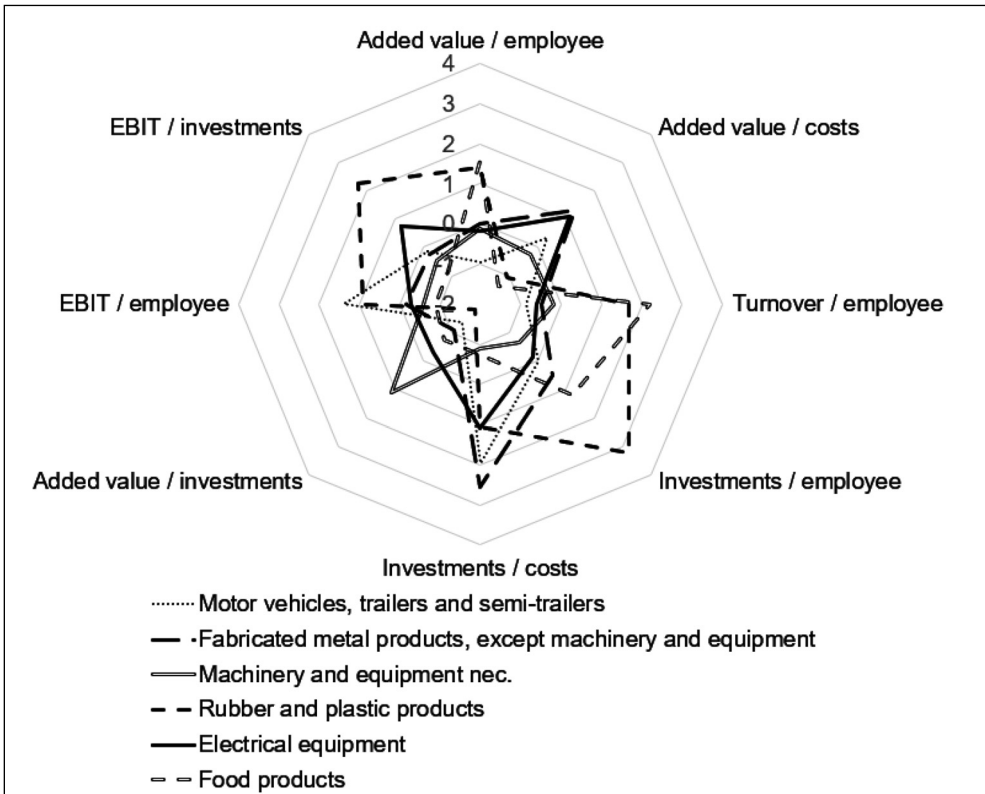 Added value / employee
4
EBIT / investments
3
Added value / costs
2
1
0
EBIT / employee
-2
Turnover / employee
Added value / investments
Investments / employee
Investments / costs
Motor vehicles, trailers and semi-trailers
Fabricated metal products, except machinery and equipment
Machinery and equipment nec.
Rubber and plastic products
Electrical equipment
Food products